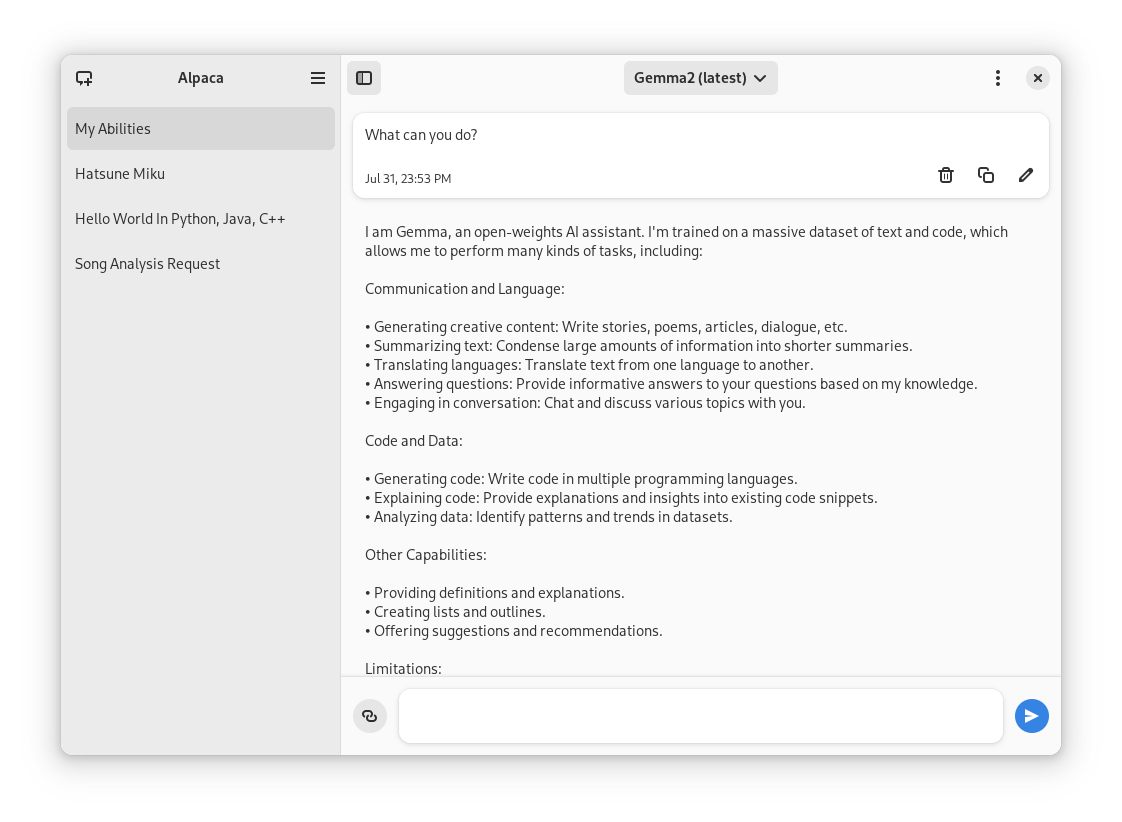 Alpaca
My Abilities
Hatsune Miku
Hello World In Python, Java, C++
Song Analysis Request
Gemma2 (latest)
What can you do?
Jul 31, 23:53 PM
I am Gemma, an open-weights AI assistant. I'm trained on a massive dataset of text and code, which
allows me to perform many kinds of tasks, including:
Communication and Language:
• Generating creative content: Write stories, poems, articles, dialogue, etc.
• Summarizing text: Condense large amounts of information into shorter summaries.
• Translating languages: Translate text from one language to another.
• Answering questions: Provide informative answers to your questions based on my knowledge.
• Engaging in conversation: Chat and discuss various topics with you.
Code and Data:
• Generating code: Write code in multiple programming languages.
• Explaining code: Provide explanations and insights into existing code snippets.
• Analyzing data: Identify patterns and trends in datasets.
Other Capabilities:
• Providing definitions and explanations.
• Creating lists and outlines.
• Offering suggestions and recommendations.
Limitations: